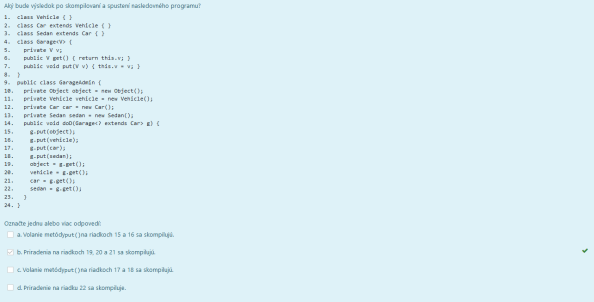 Aký bude výsledok po skompilovaní a spustení nasledovného programu?
1. class Vehicle { }
2. class Car extends Vehicle { }
3. class Sedan extends Car { }
4. class Garage<V> {
5. private V v;
6. public V get() { return this.v; }
7. public void put(V v) { this.v = v; }
8. }
9. public class GarageAdmin {
10. private Object object = new Object();
11. private Vehicle vehicle = new Vehicle();
12. private Car car = new Car();
13. private Sedan sedan = new Sedan();
14. public void doD(Garage<? extends Car> g) {
15. g.put(object);
16. g.put(vehicle);
17. g.put(car);
18. g.put(sedan);
19. object = g.get();
20. vehicle = g.get();
21. car = g.get();
22. sedan = g.get();
23. }
24. }
Označte jednu alebo viac odpovedí:
a. Volanie metódyput()na riadkoch 15 a 16 sa skompilujú.
b. Priradenia na riadkoch 19, 20 a 21 sa skompilujú.
c. Volanie metódyput()na riadkoch 17 a 18 sa skompilujú.
d. Priradenie na riadku 22 sa skompiluje.